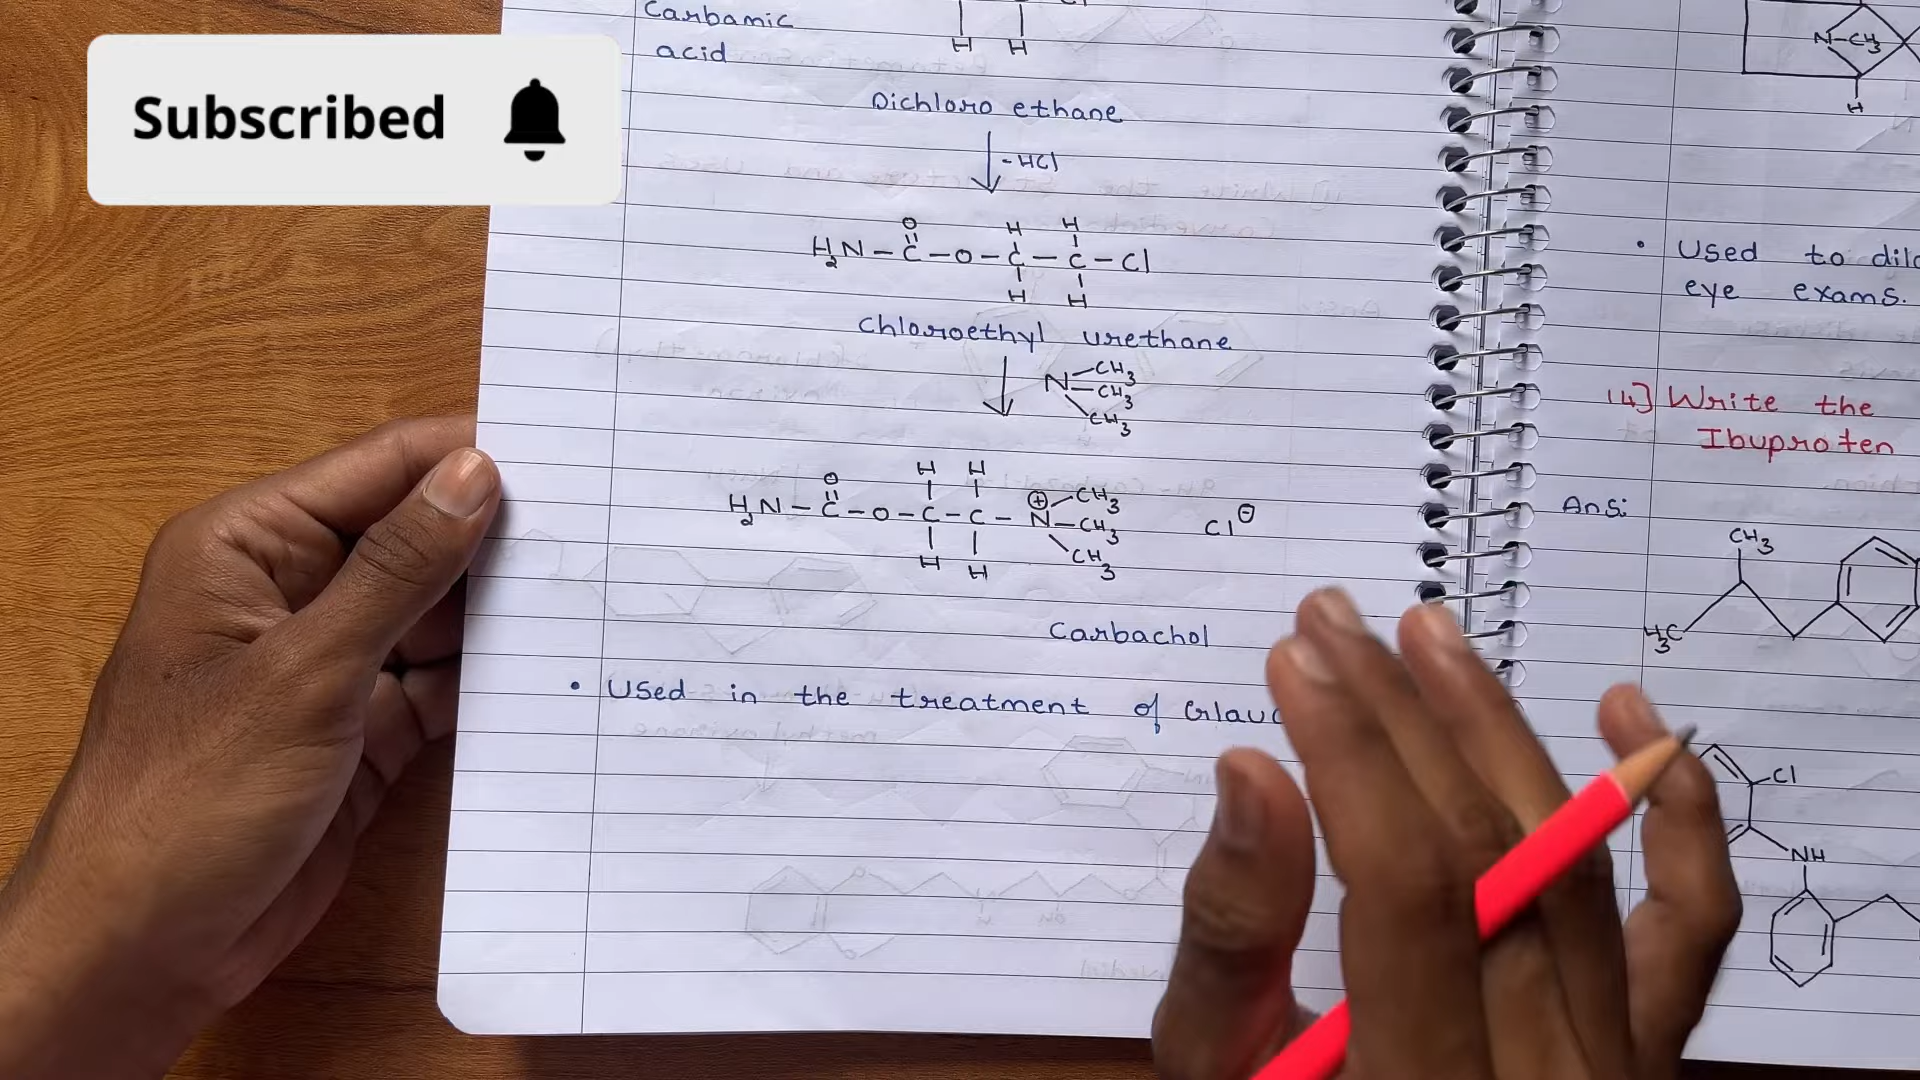 Subscribed
Carbamic
acid
H H
Dichloro ethane
-HCl
O H H
H2N-C-O-C-C-Cl
H H
Chloroethyl urethane
N-CH3
CH3
CH3
O H H
H2N-C-O-C-C-N⊕-CH3 Cl⊖
CH3
CH3
H H
Carbachol
• Used in the treatment of
N-CH3
H
• Used to
eye exams.
14] Write the
Ibuprofen
Ans:
CH3
H3C
Cl
NH